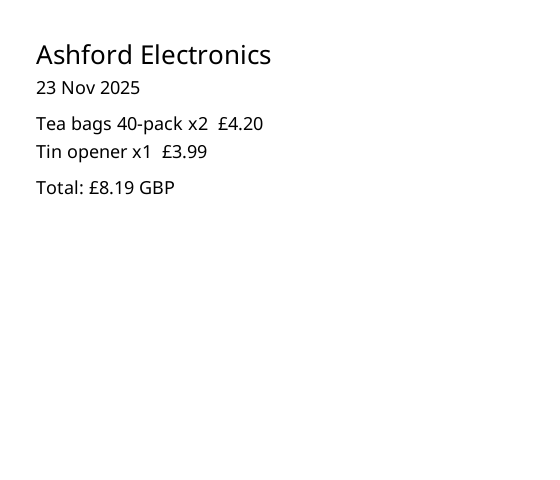 Ashford Electronics
23 Nov 2025
Tea bags 40-pack x2  £4.20
Tin opener x1  £3.99
Total: £8.19 GBP